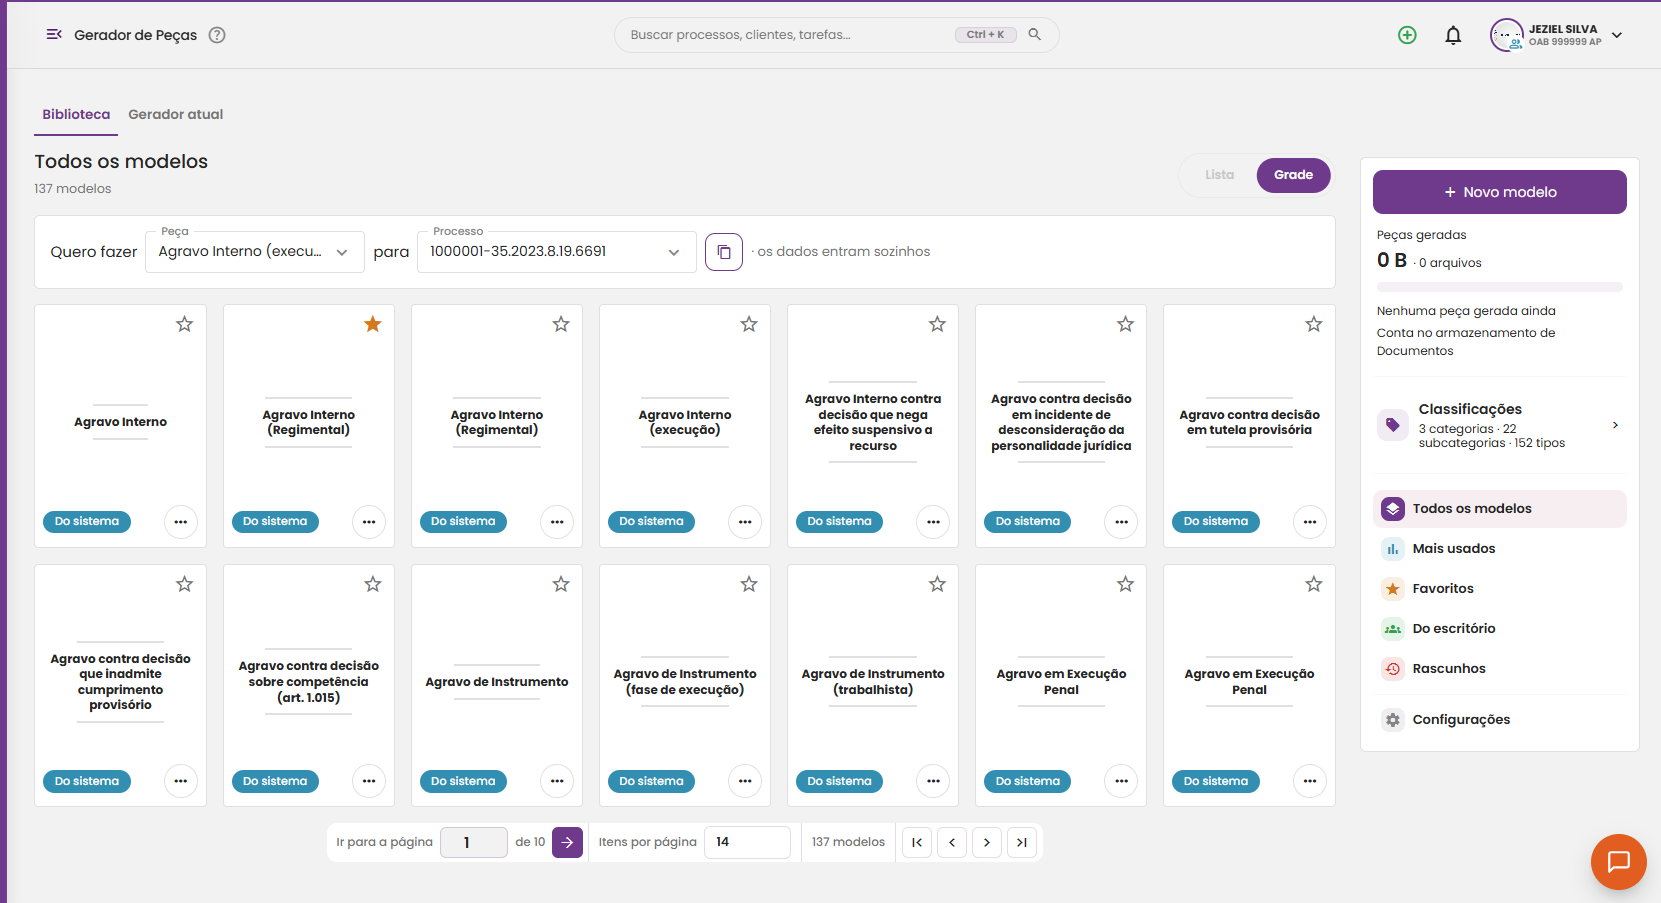 Gerador de Peças
Buscar processos, clientes, tarefas... Ctrl + K
JEZIEL SILVA
OAB 999999 AP
Biblioteca Gerador atual
Todos os modelos
137 modelos
Lista Grade
Peça
Processo
Quero fazer Agravo Interno (execu... para 1000001-35.2023.8.19.6691 · os dados entram sozinhos
Agravo Interno
Do sistema
Agravo Interno
(Regimental)
Do sistema
Agravo Interno
(Regimental)
Do sistema
Agravo Interno
(execução)
Do sistema
Agravo Interno contra
decisão que nega
efeito suspensivo a
recurso
Do sistema
Agravo contra decisão
em incidente de
desconsideração da
personalidade jurídica
Do sistema
Agravo contra decisão
em tutela provisória
Do sistema
Agravo contra decisão
que inadmite
cumprimento
provisório
Do sistema
Agravo contra decisão
sobre competência
(art. 1.015)
Do sistema
Agravo de Instrumento
Do sistema
Agravo de Instrumento
(fase de execução)
Do sistema
Agravo de Instrumento
(trabalhista)
Do sistema
Agravo em Execução
Penal
Do sistema
Agravo em Execução
Penal
Do sistema
Ir para a página 1 de 10 Itens por página 14 137 modelos
+ Novo modelo
Peças geradas
0 B · 0 arquivos
Nenhuma peça gerada ainda
Conta no armazenamento de
Documentos
Classificações
3 categorias · 22
subcategorias · 152 tipos
Todos os modelos
Mais usados
Favoritos
Do escritório
Rascunhos
Configurações